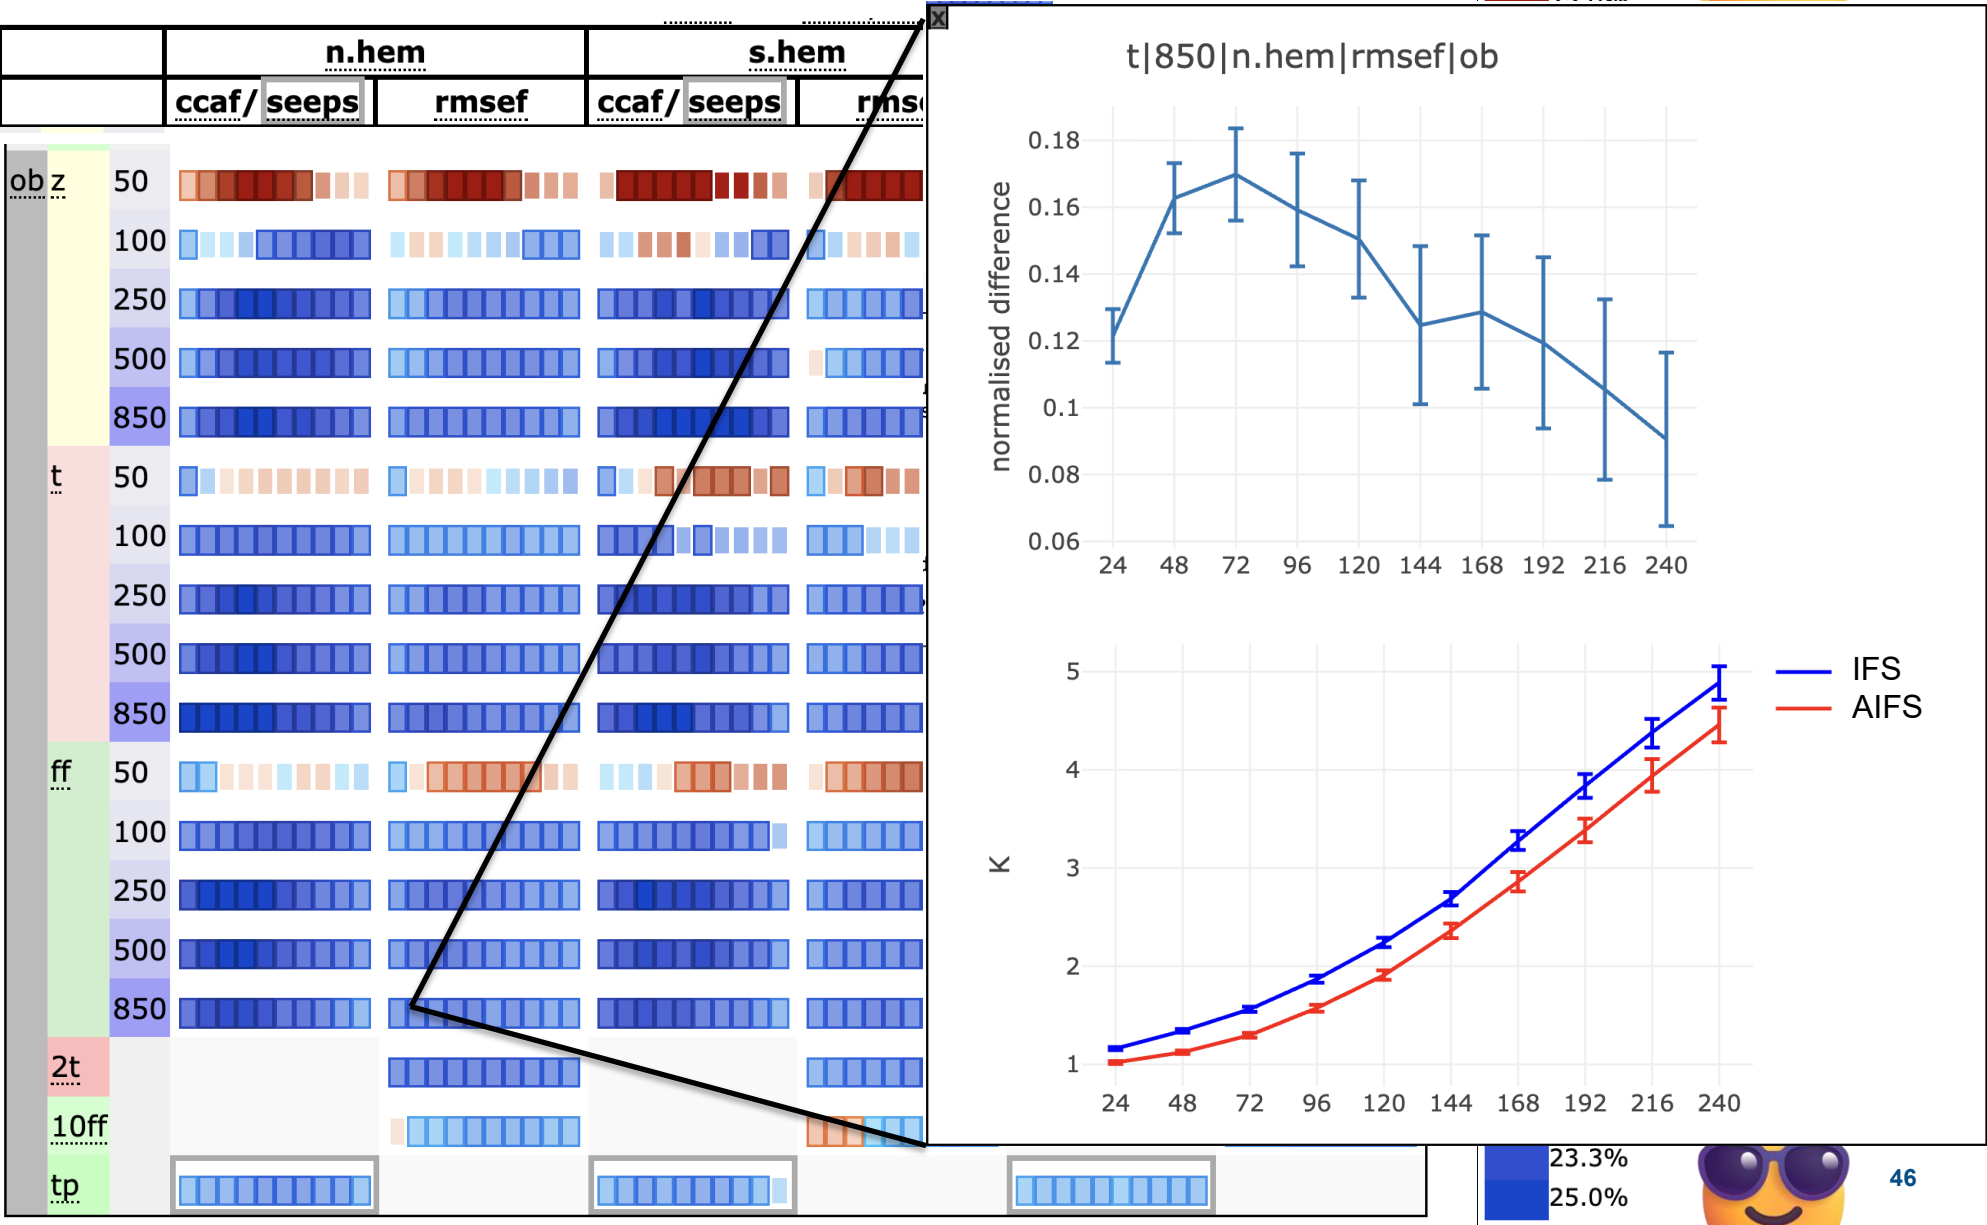 n.hem s.hem
ccaf/ seeps rmsef ccaf/ seeps
ob z 50
100
250
500
850
t 50
100
250
500
850
ff 50
100
250
500
850
2t
10ff
tp
x
t|850|n.hem|rmsef|ob
normalised difference
0.18
0.16
0.14
0.12
0.1
0.08
0.06
24 48 72 96 120 144 168 192 216 240
K
5
4
3
2
1
24 48 72 96 120 144 168 192 216 240
IFS
AIFS
23.3%
25.0%
46